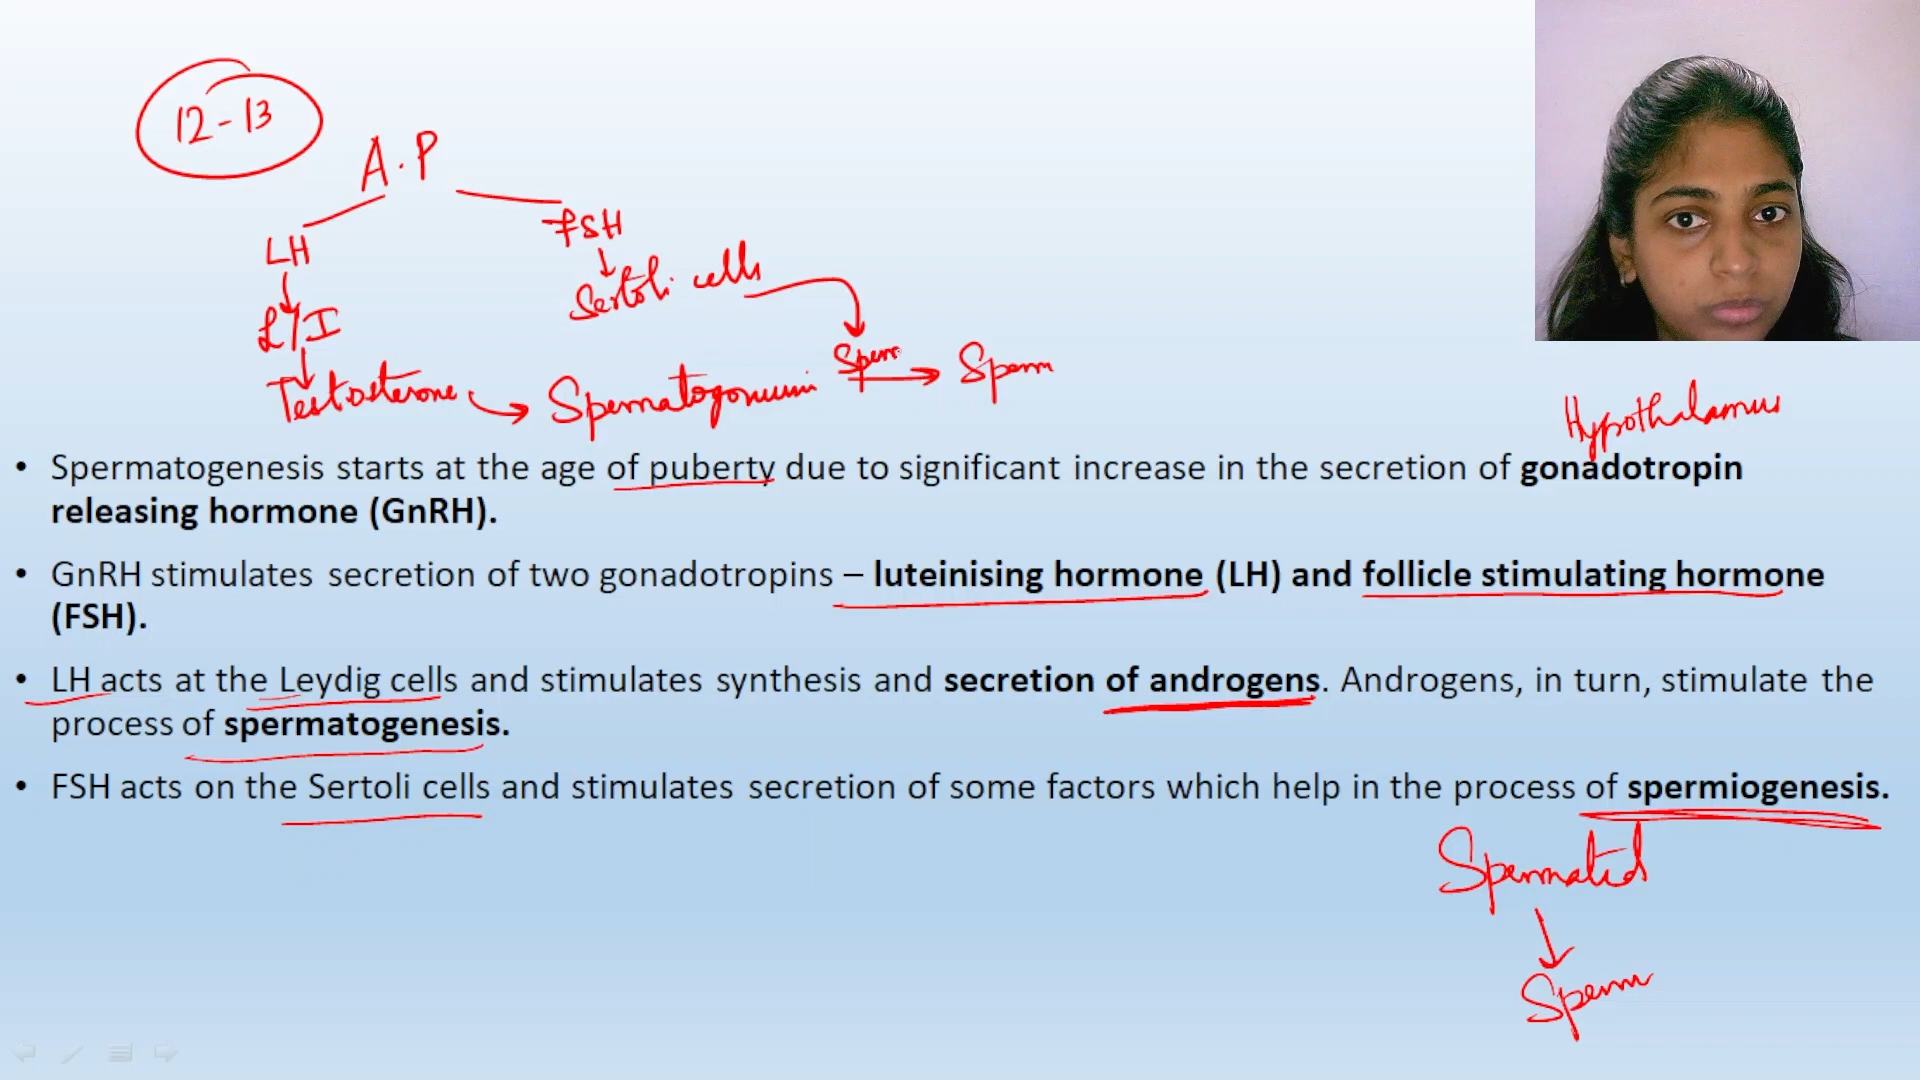 12-13
A.P
LH
FSH
Sertoli cells
L/I
Sperm
Testosterone
Spermatogonium
Sperm
Hypothalamus
• Spermatogenesis starts at the age of puberty due to significant increase in the secretion of gonadotropin
releasing hormone (GnRH).
• GnRH stimulates secretion of two gonadotropins – luteinising hormone (LH) and follicle stimulating hormone
(FSH).
• LH acts at the Leydig cells and stimulates synthesis and secretion of androgens. Androgens, in turn, stimulate the
process of spermatogenesis.
• FSH acts on the Sertoli cells and stimulates secretion of some factors which help in the process of spermiogenesis.
Spermatid
Sperm